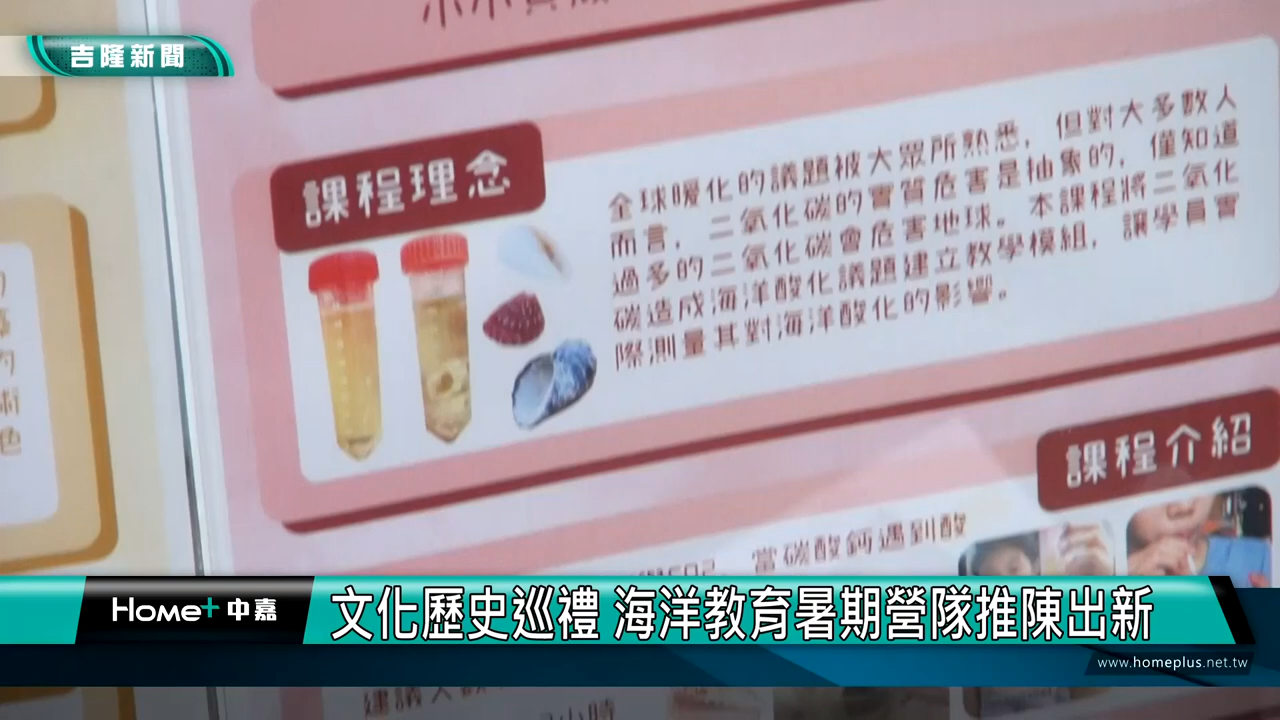 吉隆新聞
課程理念
全球暖化的議題被大眾所熟悉，但對大多數人
而言，二氧化碳的實質危害是抽象的，僅知道
過多的二氧化碳會危害地球。本課程將二氧化
碳造成海洋酸化議題建立教學模組，讓學員實
際測量其對海洋酸化的影響。
課程介紹
當碳酸鈣遇到酸
Home+中嘉
文化歷史巡禮 海洋教育暑期營隊推陳出新
www.homeplus.net.tw
建議人數
小時